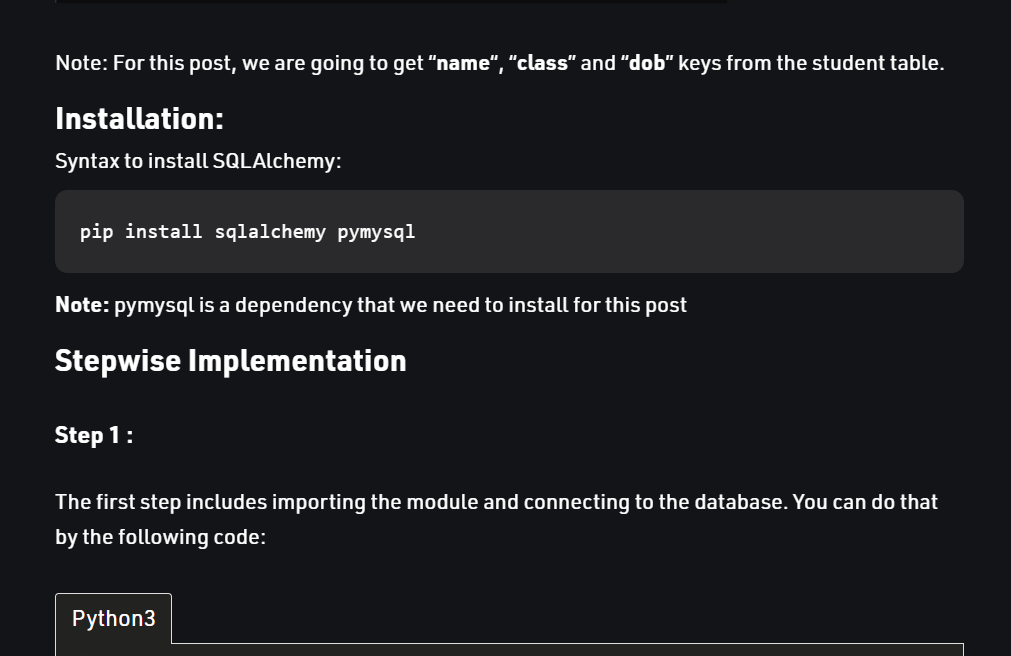 Note: For this post, we are going to get “name“, “class” and “dob” keys from the student table.
Installation:
Syntax to install SQLAlchemy:
pip install sqlalchemy pymysql
Note: pymysql is a dependency that we need to install for this post
Stepwise Implementation
Step 1 :
The first step includes importing the module and connecting to the database. You can do that
by the following code:
Python3